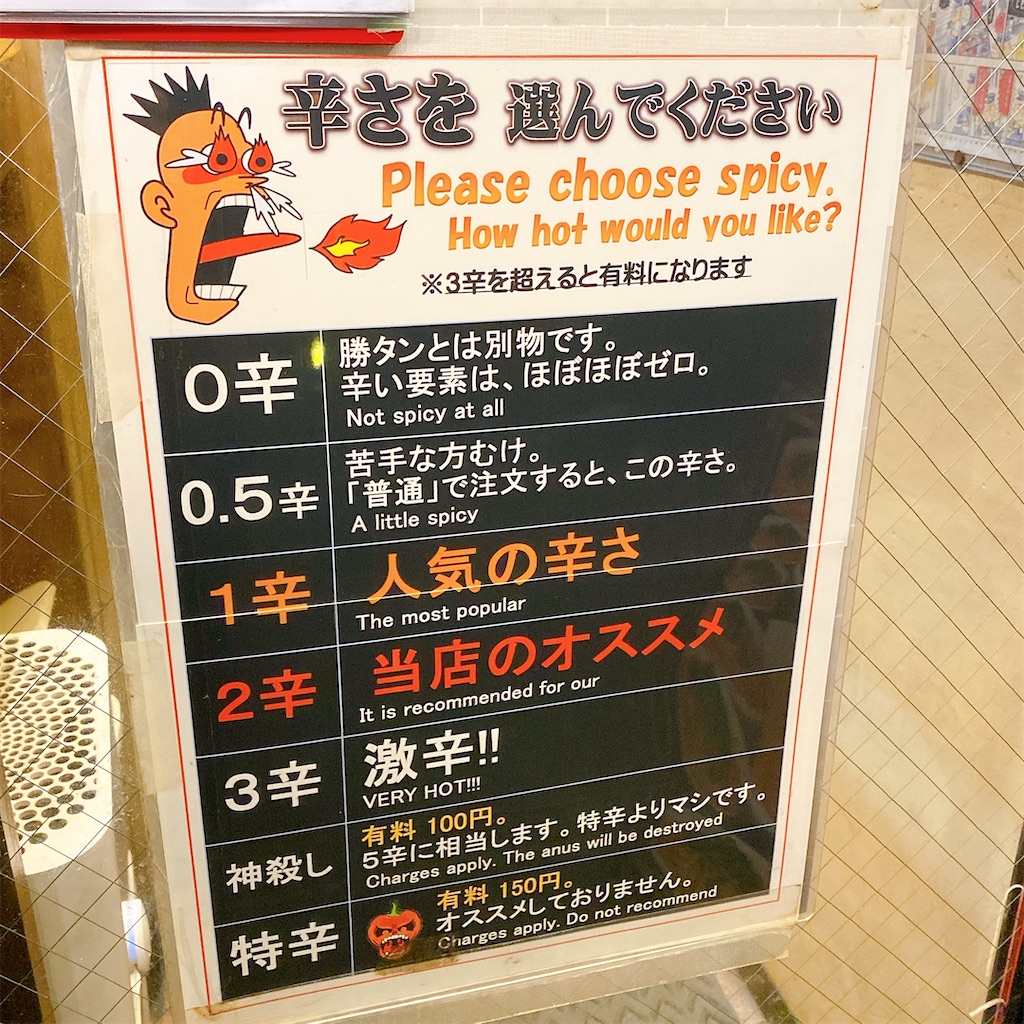 辛さを 選んでください
Please choose spicy.
How hot would you like?
※3辛を超えると有料になります
0辛
勝タンとは別物です。
辛い要素は、ほぼほぼゼロ。
Not spicy at all
0.5辛
苦手な方むけ。
「普通」で注文すると、この辛さ。
A little spicy
1辛
人気の辛さ
The most popular
2辛
当店のオススメ
It is recommended for our
3辛
激辛!!
VERY HOT!!!
神殺し
有料 100円。
5辛に相当します。特辛よりマシです。
Charges apply. The anus will be destroyed
特辛
有料 150円。
オススメしておりません。
Charges apply. Do not recommend